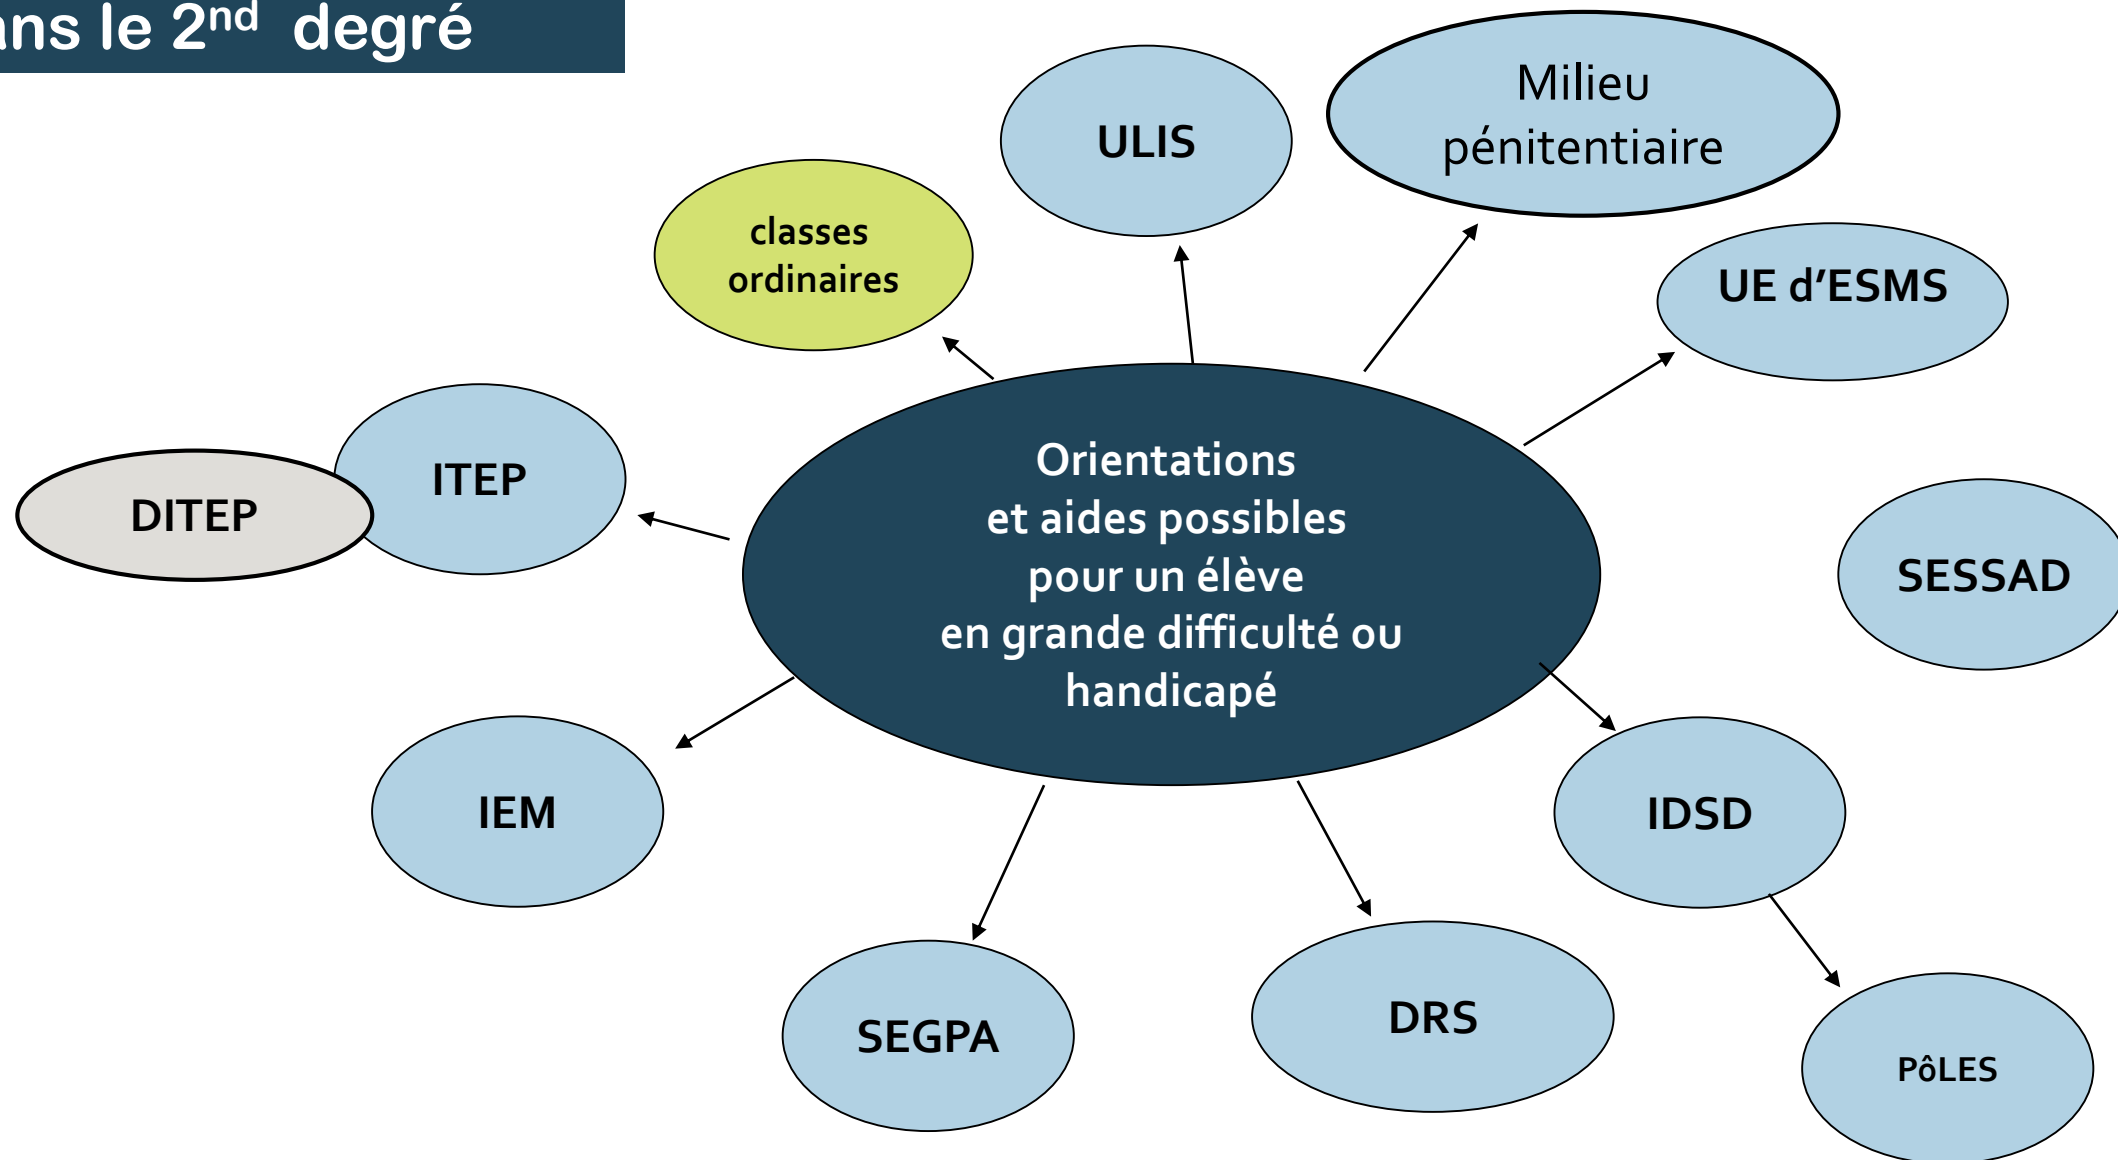 ans le 2nd degré
Milieu
pénitentiaire
ULIS
classes
ordinaires
UE d'ESMS
ITEP
DITEP
Orientations
et aides possibles
pour un élève
en grande difficulté ou
handicapé
SESSAD
IEM
IDSD
SEGPA
DRS
PôLES